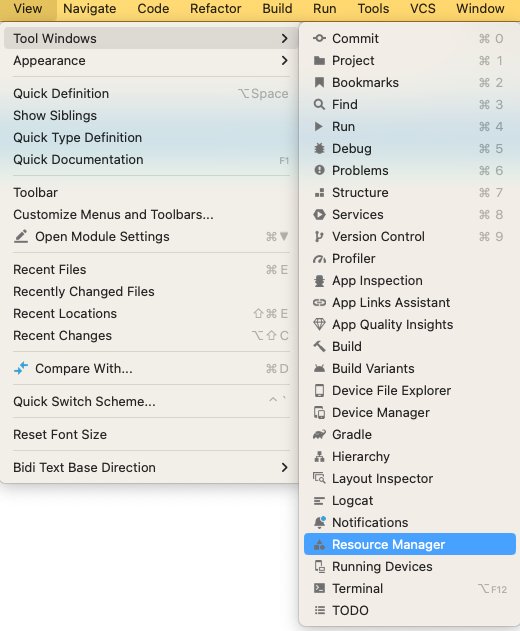 View Navigate Code Refactor Build Run Tools VCS Window
Tool Windows
Appearance
Quick Definition ⌥Space
Show Siblings
Quick Type Definition
Quick Documentation F1
Toolbar
Customize Menus and Toolbars...
Open Module Settings ⌘▼
Recent Files ⌘E
Recently Changed Files
Recent Locations ⇧⌘E
Recent Changes ⌥⇧C
Compare With... ⌘D
Quick Switch Scheme... ^`
Reset Font Size
Bidi Text Base Direction
Commit ⌘0
Project ⌘1
Bookmarks ⌘2
Find ⌘3
Run ⌘4
Debug ⌘5
Problems ⌘6
Structure ⌘7
Services ⌘8
Version Control ⌘9
Profiler
App Inspection
App Links Assistant
App Quality Insights
Build
Build Variants
Device File Explorer
Device Manager
Gradle
Hierarchy
Layout Inspector
Logcat
Notifications
Resource Manager
Running Devices
Terminal ⌥F12
TODO